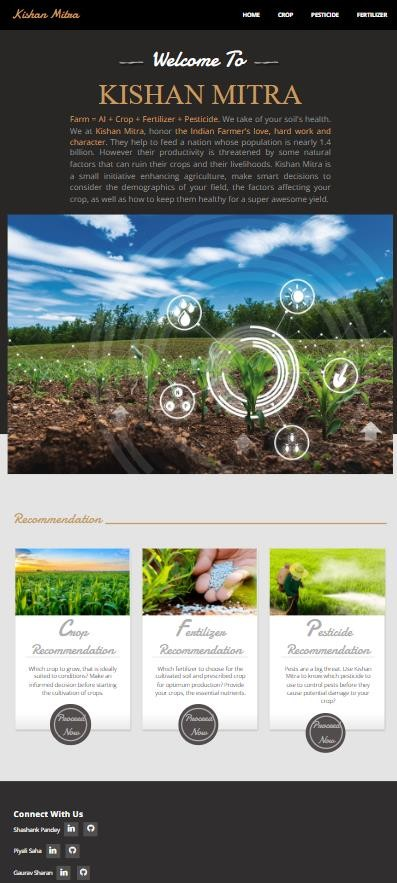 Kishan Mitra
HOME CROP PESTICIDE FERTILIZER
Welcome To
KISHAN MITRA
Farm = AI + Crop + Fertilizer + Pesticide. We take of your soil's health.
We at Kishan Mitra, honor the Indian Farmer's love, hard work and
character. They help to feed a nation whose population is nearly 1.4
billion. However their productivity is threatened by some natural
factors that can ruin their crops and their livelihoods. Kishan Mitra is
a small initiative enhancing agriculture, make smart decisions to
consider the demographics of your field, the factors affecting your
crop, as well as how to keep them healthy for a super awesome yield.
Recommendation
Crop
Recommendation
Which crop to grow, that is ideally
suited to conditions? Make an
informed decision before starting
the cultivation of crops.
Proceed
Now
Fertilizer
Recommendation
Which fertilizer to choose for the
cultivated soil and prescribed crop
for optimum production? Provide
your crops, the essential nutrients.
Proceed
Now
Pesticide
Recommendation
Pests are a big threat. Use Kishan
Mitra to know which pesticide to
use to control pests before they
cause potential damage to your
crop?
Proceed
Now
Connect With Us
Shashank Pandey in
Piyali Saha in
Gaurav Sharan in